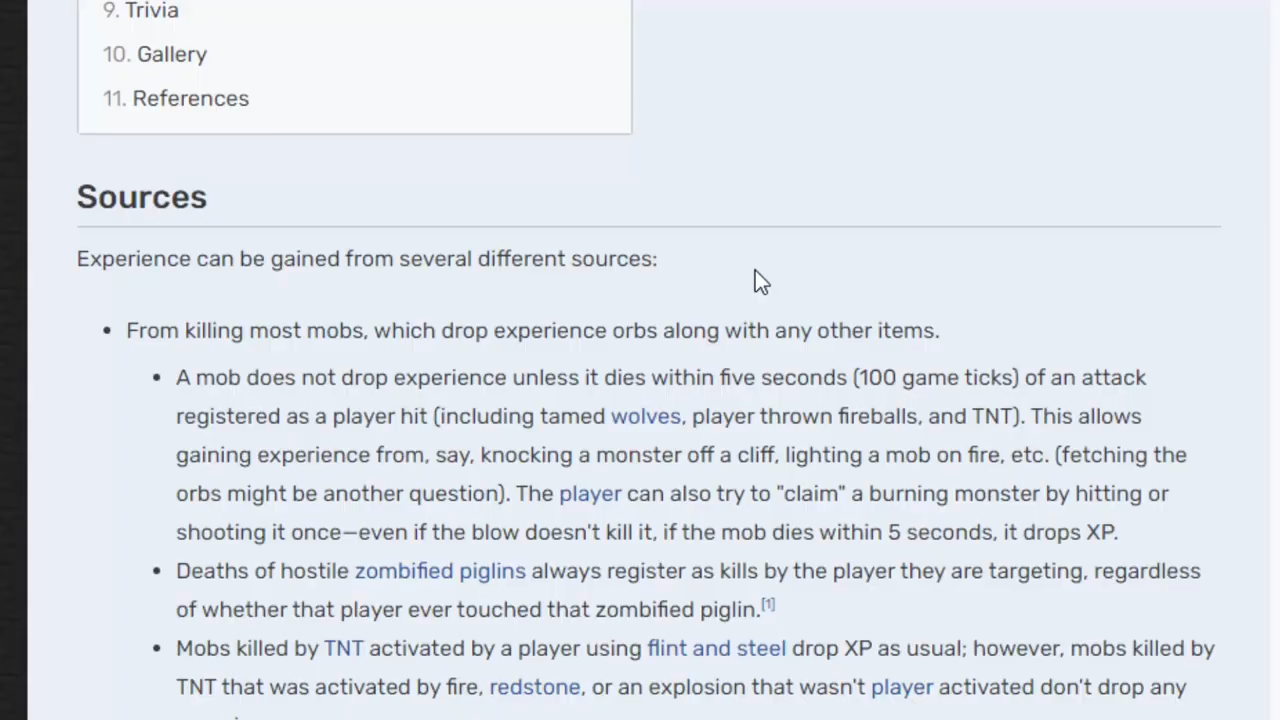 9. Trivia
10. Gallery
11. References
Sources
Experience can be gained from several different sources:
• From killing most mobs, which drop experience orbs along with any other items.
• A mob does not drop experience unless it dies within five seconds (100 game ticks) of an attack
registered as a player hit (including tamed wolves, player thrown fireballs, and TNT). This allows
gaining experience from, say, knocking a monster off a cliff, lighting a mob on fire, etc. (fetching the
orbs might be another question). The player can also try to "claim" a burning monster by hitting or
shooting it once—even if the blow doesn't kill it, if the mob dies within 5 seconds, it drops XP.
• Deaths of hostile zombified piglins always register as kills by the player they are targeting, regardless
of whether that player ever touched that zombified piglin.[1]
• Mobs killed by TNT activated by a player using flint and steel drop XP as usual; however, mobs killed by
TNT that was activated by fire, redstone, or an explosion that wasn't player activated don't drop any